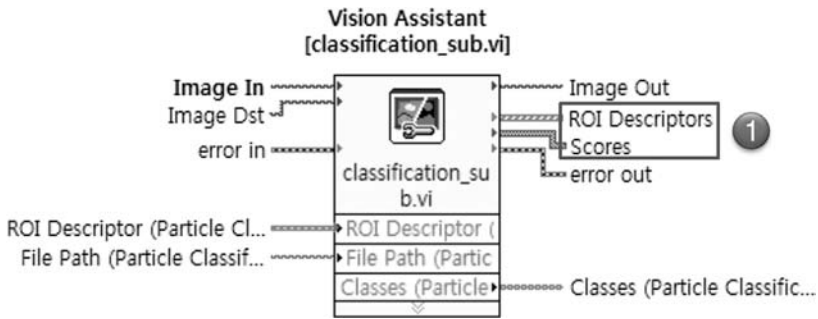 Vision Assistant
[classification_sub.vi]
Image In
Image Dst
error in
Image Out
ROI Descriptors
Scores
error out
1
classification_su
b.vi
ROI Descriptor (Particle Cl...
ROI Descriptor (
File Path (Particle Classif...
File Path (Partic
Classes (Particle
Classes (Particle Classific...